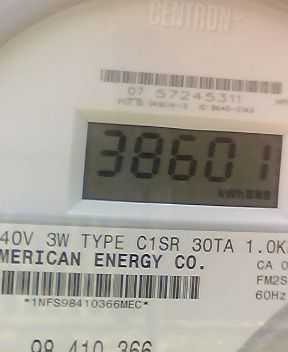 CENTRON
07 57245311
38601
kWh
40V 3W TYPE C1SR 30TA 1.0K
MERICAN ENERGY CO.
CA 0
FM2S
60Hz
*1NFS98410366MEC*
98 410 366